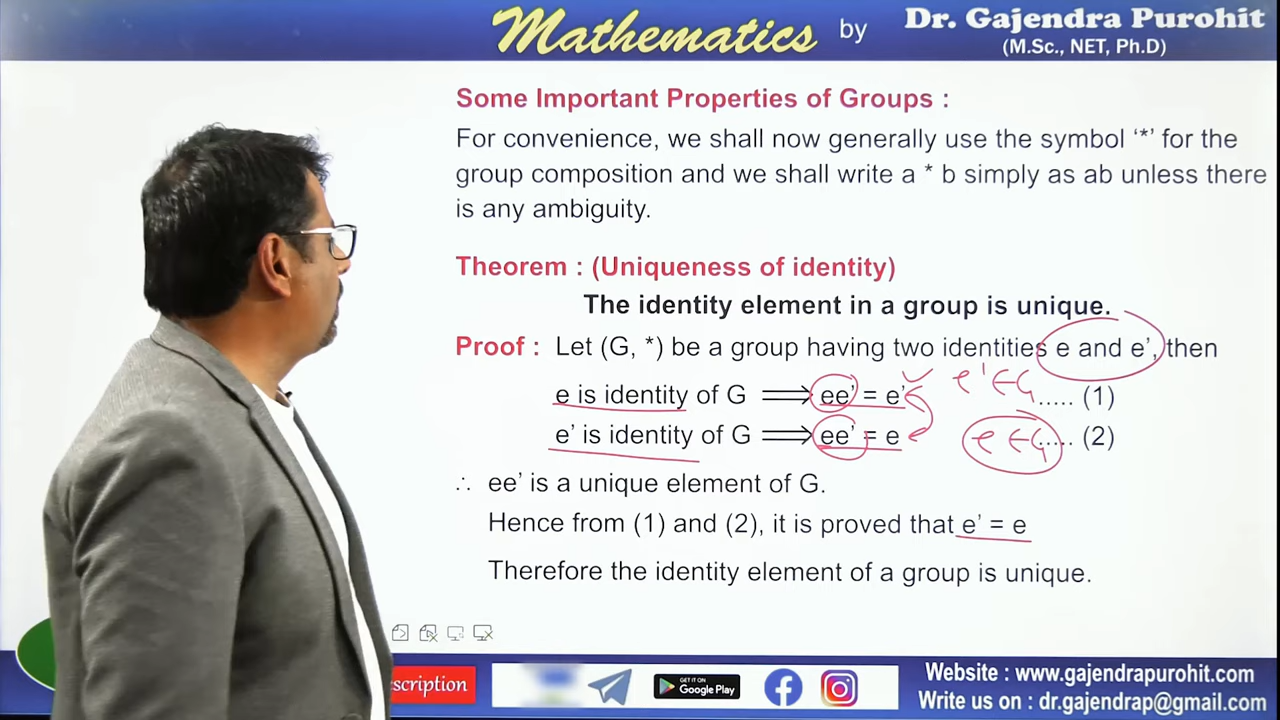 Mathematics by Dr. Gajendra Purohit
(M.Sc., NET, Ph.D)
Some Important Properties of Groups :
For convenience, we shall now generally use the symbol ‘*’ for the
group composition and we shall write a * b simply as ab unless there
is any ambiguity.
Theorem : (Uniqueness of identity)
The identity element in a group is unique.
Proof : Let (G, *) be a group having two identities e and e’, then
e' ∈ G
e is identity of G ⟹ ee’ = e’ ..... (1)
e’ is identity of G ⟹ ee’ = e e ∈ G ..... (2)
∴ ee’ is a unique element of G.
Hence from (1) and (2), it is proved that e’ = e
Therefore the identity element of a group is unique.
scription
GET IT ON
Google Play
Website : www.gajendrapurohit.com
Write us on : dr.gajendrap@gmail.com